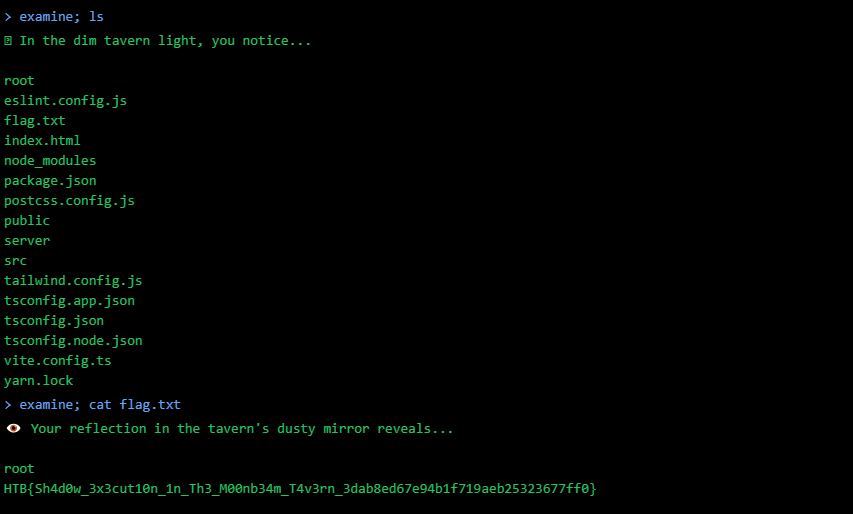 > examine; ls
In the dim tavern light, you notice...
root
eslint.config.js
flag.txt
index.html
node_modules
package.json
postcss.config.js
public
server
src
tailwind.config.js
tsconfig.app.json
tsconfig.json
tsconfig.node.json
vite.config.ts
yarn.lock
> examine; cat flag.txt
👁 Your reflection in the tavern's dusty mirror reveals...
root
HTB{Sh4d0w_3x3cut10n_1n_Th3_M00nb34m_T4v3rn_3dab8ed67e94b1f719aeb25323677ff0}